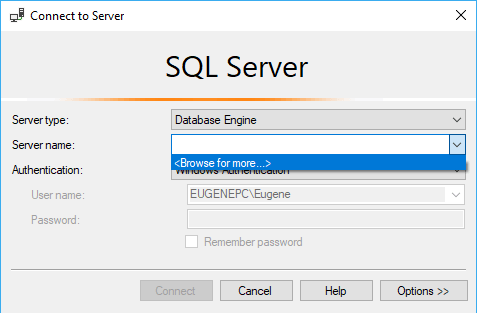 Connect to Server
SQL Server
Server type: Database Engine
Server name:
<Browse for more...>
Authentication: Windows Authentication
User name: EUGENEPC\Eugene
Password:
Remember password
Connect Cancel Help Options >>